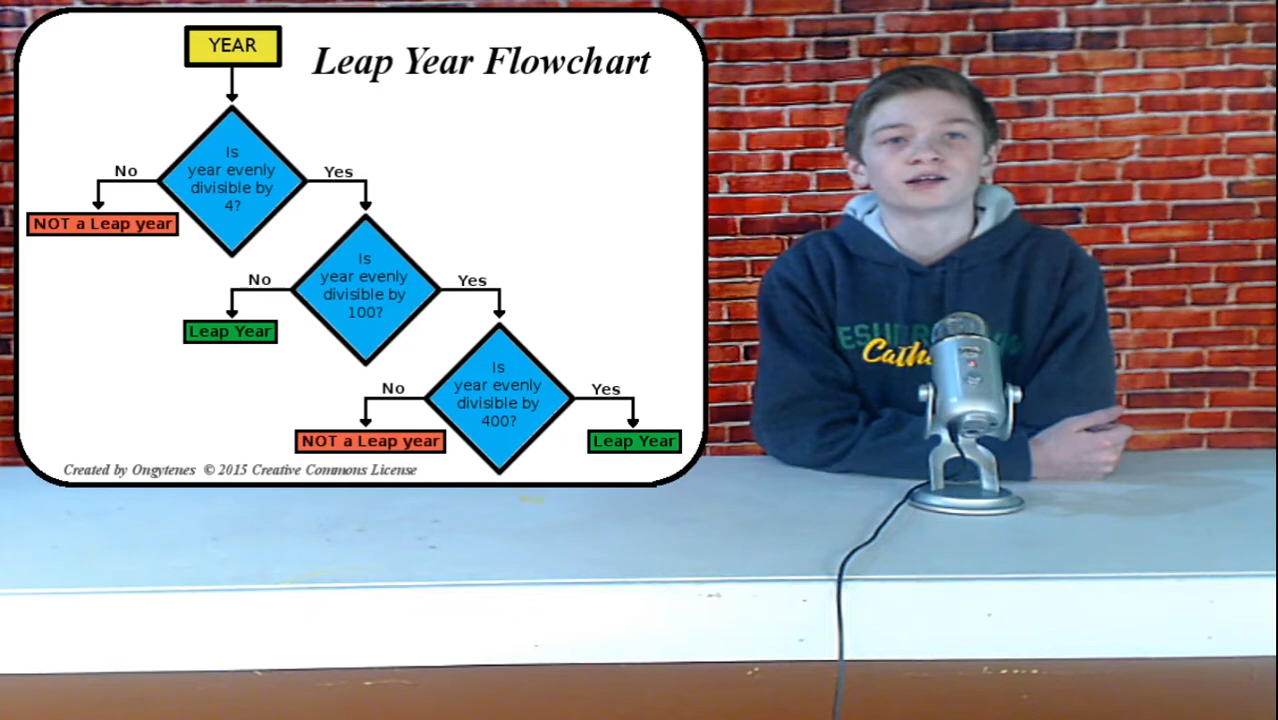 YEAR
Leap Year Flowchart
Is
year evenly
divisible by
4?
No
Yes
NOT a Leap year
Is
year evenly
divisible by
100?
No
Yes
Leap Year
Is
year evenly
divisible by
400?
No
Yes
NOT a Leap year
Leap Year
Created by Ongytenes © 2015 Creative Commons License